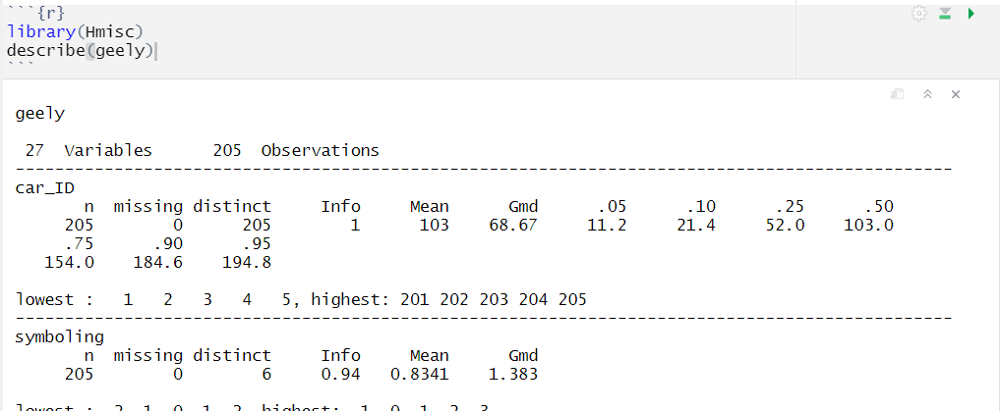 ```{r}
library(Hmisc)
describe(geely)
```
geely
27 Variables 205 Observations
--------------------------------------------------------------------------------
car_ID
n missing distinct Info Mean Gmd .05 .10 .25 .50
205 0 205 1 103 68.67 11.2 21.4 52.0 103.0
.75 .90 .95
154.0 184.6 194.8
lowest : 1 2 3 4 5, highest: 201 202 203 204 205
--------------------------------------------------------------------------------
symboling
n missing distinct Info Mean Gmd
205 0 6 0.94 0.8341 1.383